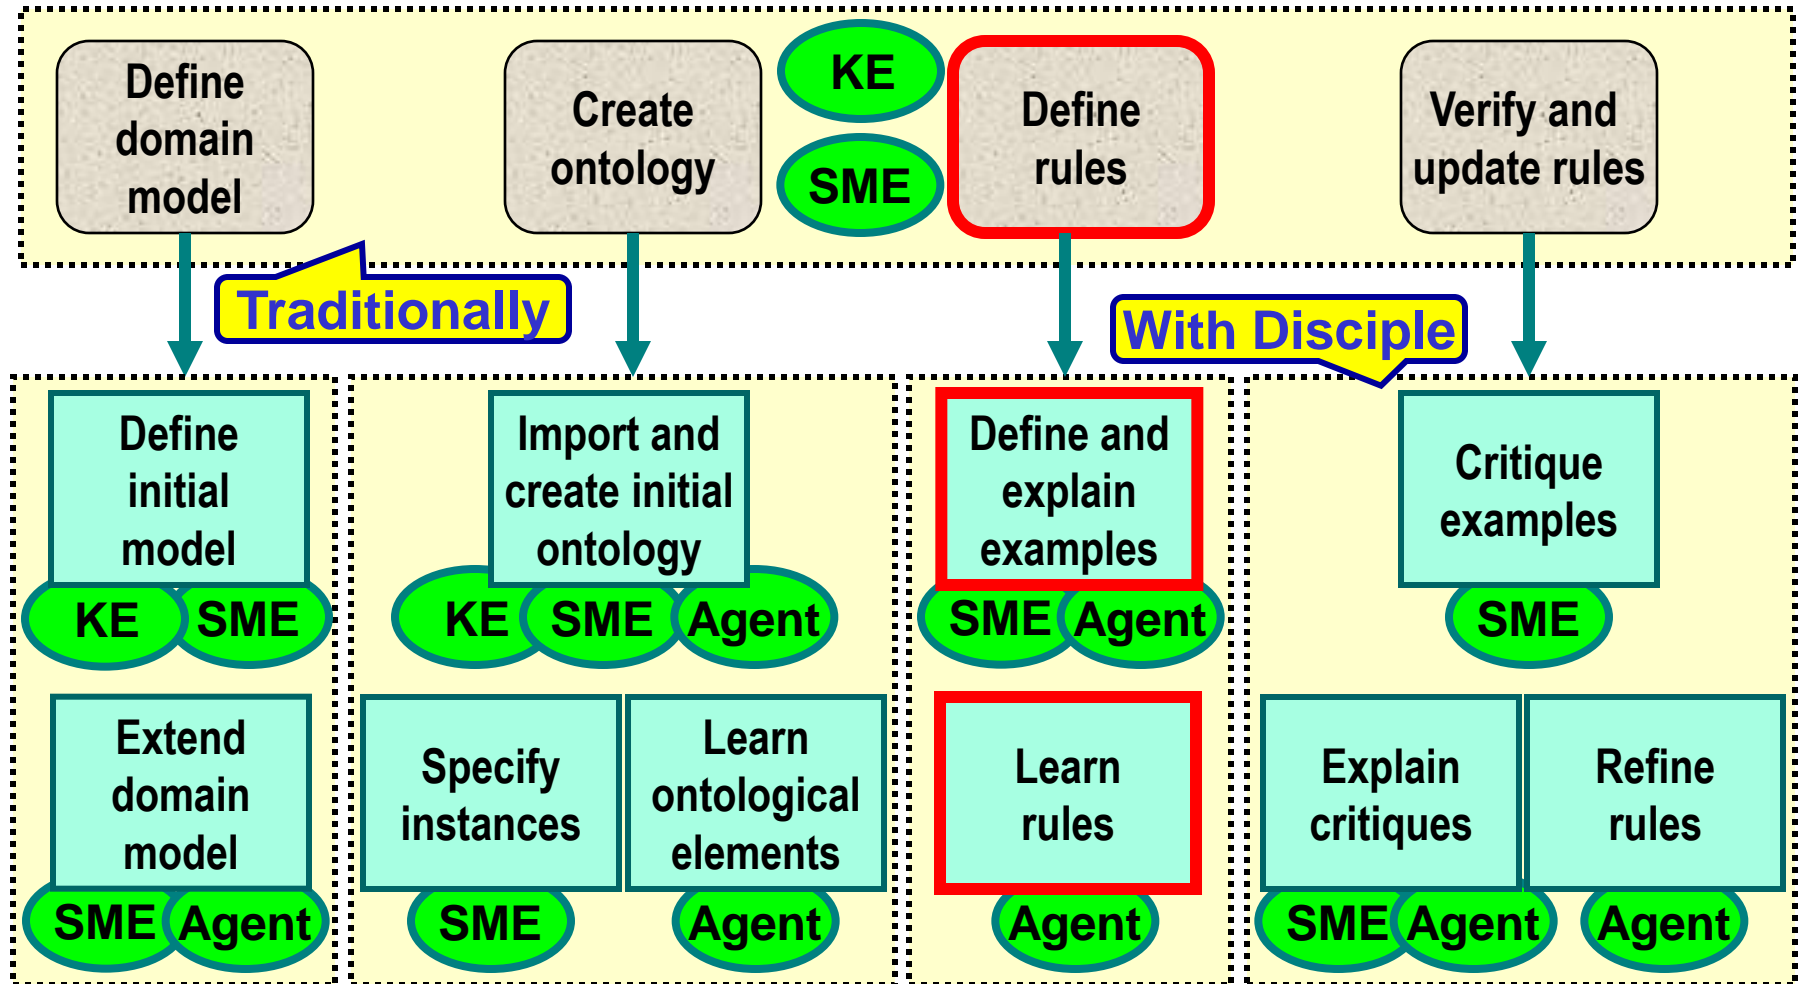 Define
domain
model
Create
ontology
KE
SME
Define
rules
Verify and
update rules
Traditionally
With Disciple
Define
initial
model
KE
SME
Extend
domain
model
SME
Agent
Import and
create initial
ontology
KE
SME
Agent
Specify
instances
SME
Learn
ontological
elements
Agent
Define and
explain
examples
SME
Agent
Learn
rules
Agent
Critique
examples
SME
Explain
critiques
SME
Agent
Refine
rules
Agent